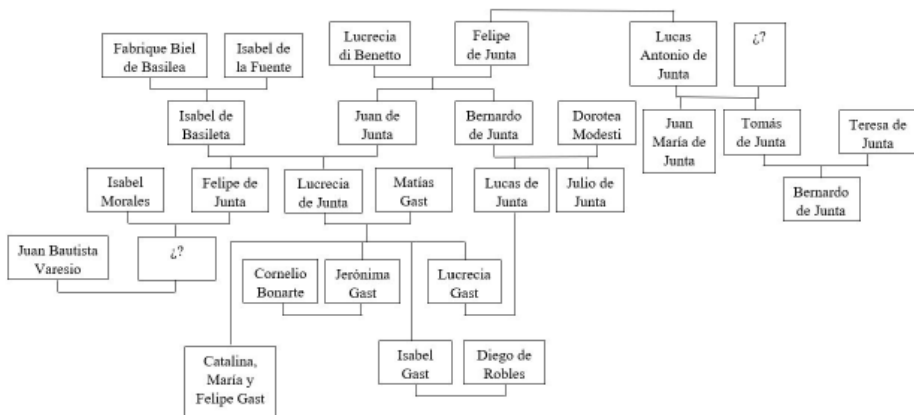 Fabrique Biel
de Basilea
Isabel de
la Fuente
Lucrecia
di Benetto
Felipe
de Junta
Lucas
Antonio de
Junta
¿?
Isabel de
Basileta
Juan de
Junta
Bernardo
de Junta
Dorotea
Modesti
Juan
María de
Junta
Tomás
de Junta
Teresa de
Junta
Isabel
Morales
Felipe de
Junta
Lucrecia
de Junta
Matías
Gast
Lucas de
Junta
Julio de
Junta
Bernardo
de Junta
Juan Bautista
Varesio
¿?
Cornelio
Bonarte
Jerónima
Gast
Lucrecia
Gast
Catalina,
María y
Felipe Gast
Isabel
Gast
Diego de
Robles